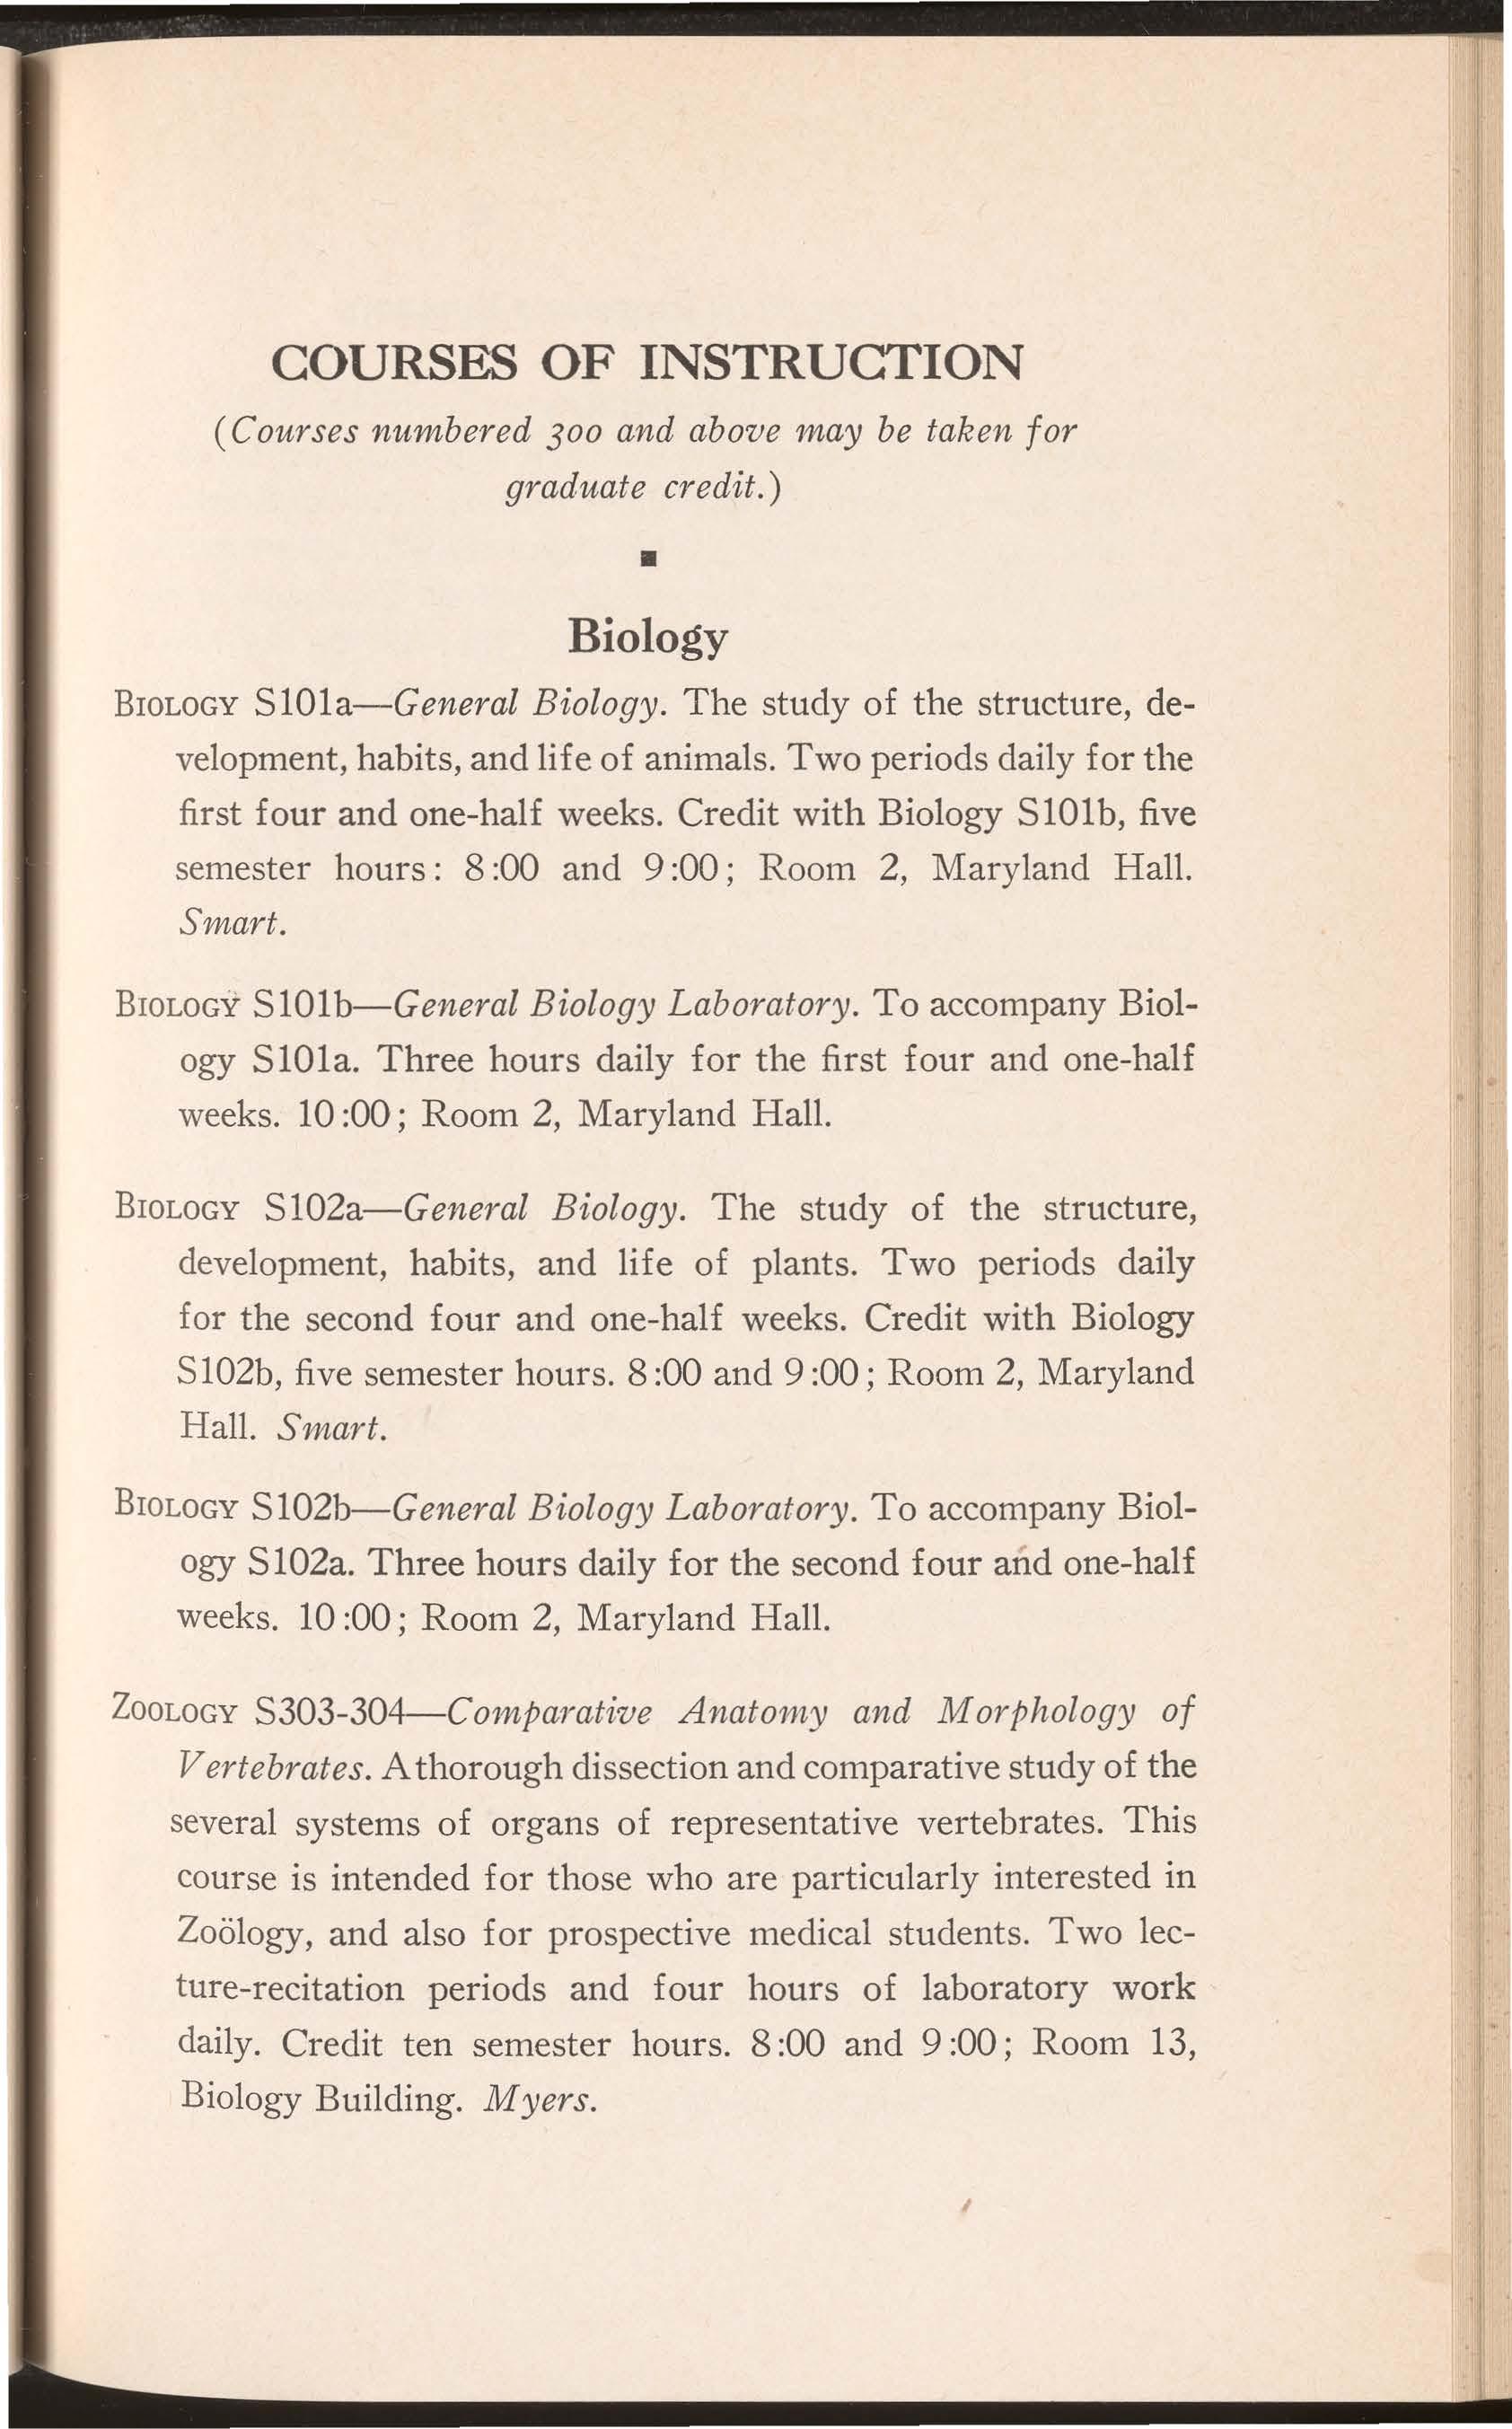 COURSES OF INSTRUCTION
(Courses numbered 300 and above may be taken for
graduate credit.)
■
Biology
BIOLOGY S101a—General Biology. The study of the structure, de-
velopment, habits, and life of animals. Two periods daily for the
first four and one-half weeks. Credit with Biology S101b, five
semester hours: 8:00 and 9:00; Room 2, Maryland Hall.
Smart.
BIOLOGY S101b—General Biology Laboratory. To accompany Biol-
ogy S101a. Three hours daily for the first four and one-half
weeks. 10:00; Room 2, Maryland Hall.
BIOLOGY S102a—General Biology. The study of the structure,
development, habits, and life of plants. Two periods daily
for the second four and one-half weeks. Credit with Biology
S102b, five semester hours. 8:00 and 9:00; Room 2, Maryland
Hall. Smart.
BIOLOGY S102b—General Biology Laboratory. To accompany Biol-
ogy S102a. Three hours daily for the second four and one-half
weeks. 10:00; Room 2, Maryland Hall.
ZOOLOGY S303-304—Comparative Anatomy and Morphology of
Vertebrates. A thorough dissection and comparative study of the
several systems of organs of representative vertebrates. This
course is intended for those who are particularly interested in
Zoölogy, and also for prospective medical students. Two lec-
ture-recitation periods and four hours of laboratory work
daily. Credit ten semester hours. 8:00 and 9:00; Room 13,
Biology Building. Myers.